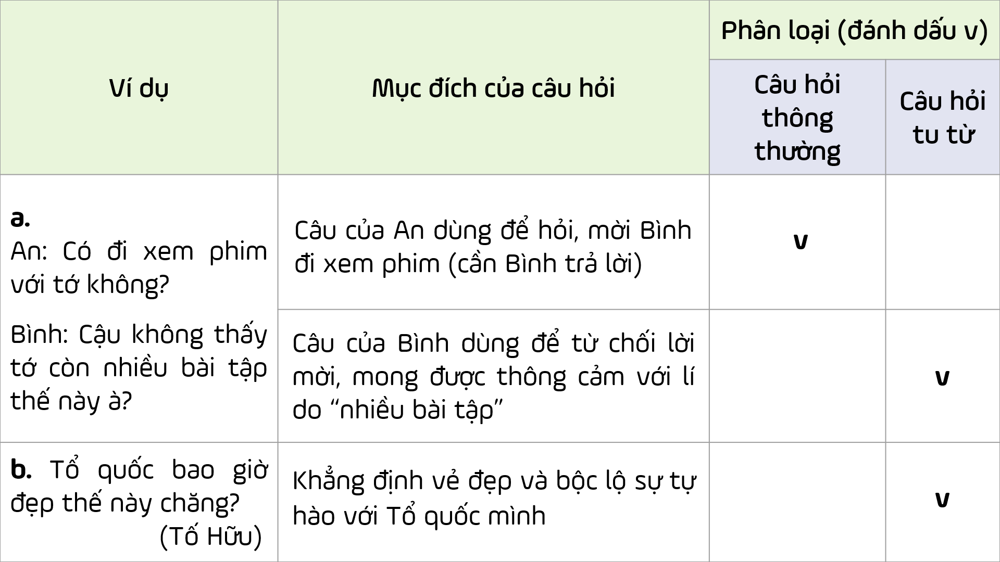 Ví dụ
Mục đích của câu hỏi
Phân loại (đánh dấu v)
Câu hỏi
thông
thường
Câu hỏi
tu từ
a.
An: Có đi xem phim
với tớ không?
Bình: Cậu không thấy
tớ còn nhiều bài tập
thế này à?
Câu của An dùng để hỏi, mời Bình
đi xem phim (cần Bình trả lời)
v
Câu của Bình dùng để từ chối lời
mời, mong được thông cảm với lí
do “nhiều bài tập”
v
b. Tổ quốc bao giờ
đẹp thế này chăng?
(Tố Hữu)
Khẳng định vẻ đẹp và bộc lộ sự tự
hào với Tổ quốc mình
v